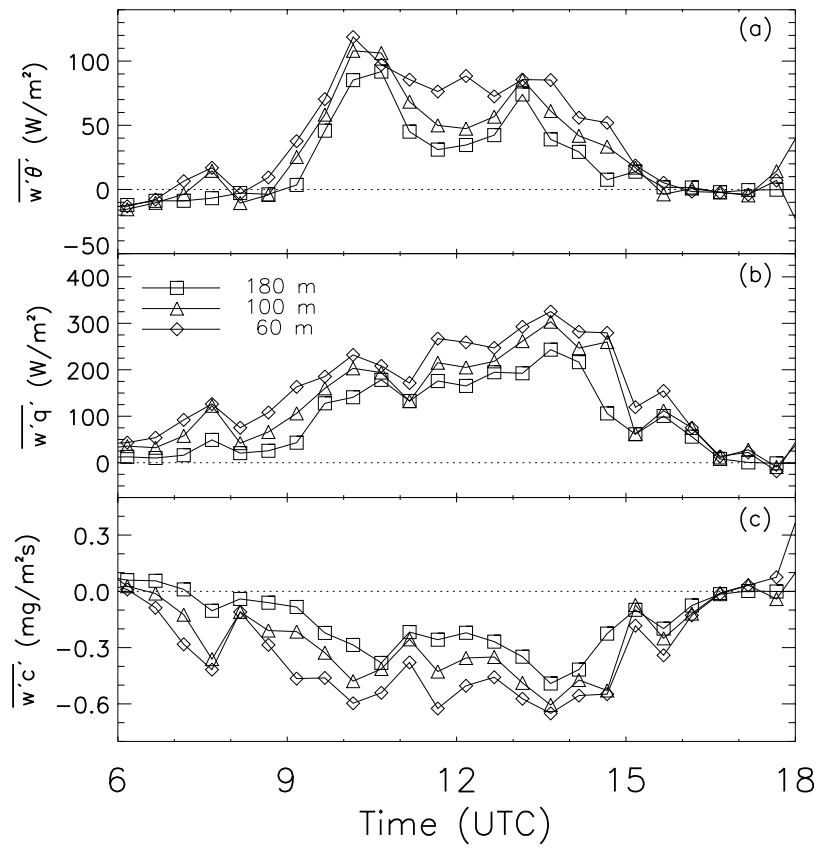 (a)
100
50
0
−50
w′θ′ (W/m²)
(b)
400
300
200
100
0
w′q′ (W/m²)
180 m
100 m
60 m
(c)
0.3
0.0
−0.3
−0.6
w′c′ (mg/m²s)
6 9 12 15 18
Time (UTC)